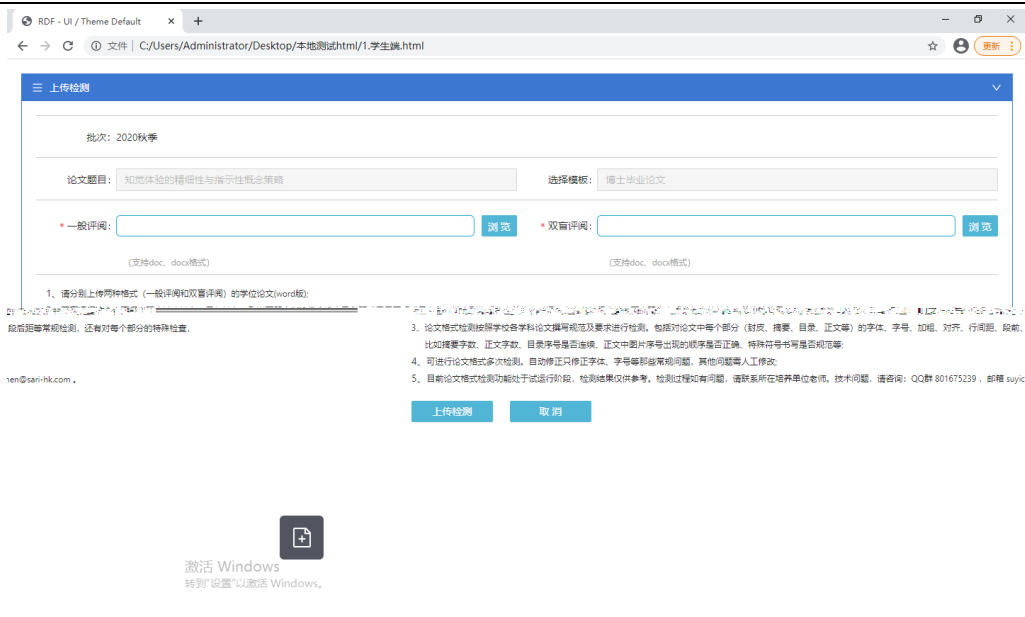 RDF - UI / Theme Default
文件 | C:/Users/Administrator/Desktop/本地测试html/1.学生端.html
更新
上传检测
批次：2020秋季
论文题目：知觉体验的精细性与指示性概念策略
选择模板：博士毕业论文
* 一般评阅：
浏 览
* 双盲评阅：
浏 览
(支持doc、docx格式)
(支持doc、docx格式)
1、请分别上传两种格式（一般评阅和双盲评阅）的学位论文(word版);
段后距等常规检测，还有对每个部分的特殊检查，
3、论文格式检测按照学校各学科论文撰写规范及要求进行检测。包括对论文中每个部分（封皮、摘要、目录、正文等）的字体、字号、加粗、对齐、行间距、段前、
比如摘要字数、正文字数、目录序号是否连续、正文中图片序号出现的顺序是否正确、特殊符号书写是否规范等;
4、可进行论文格式多次检测。自动修正只修正字体、字号等那些常规问题，其他问题需人工修改;
hen@sari-hk.com 。
5、目前论文格式检测功能处于试运行阶段，检测结果仅供参考。检测过程如有问题，请联系所在培养单位老师。技术问题，请咨询：QQ群 801675239 ，邮箱 suyic
上传检测
取 消
激活 Windows
转到"设置"以激活 Windows。